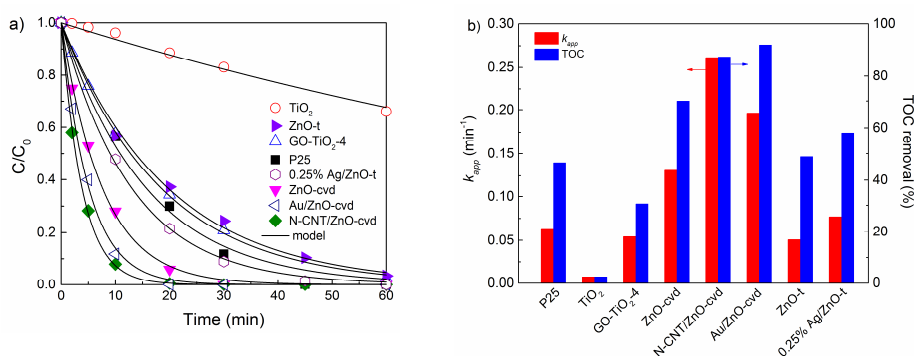 a)
1.0
0.8
0.6
0.4
0.2
0.0
C/C0
0 10 20 30 40 50 60
Time (min)
TiO2
ZnO-t
GO-TiO2-4
P25
0.25% Ag/ZnO-t
ZnO-cvd
Au/ZnO-cvd
N-CNT/ZnO-cvd
model
b)
0.30
0.25
0.20
0.15
0.10
0.05
0.00
kapp (min⁻¹)
kapp
TOC
100
80
60
40
20
0
TOC removal (%)
P25
TiO2
GO-TiO2-4
ZnO-cvd
N-CNT/ZnO-cvd
Au/ZnO-cvd
ZnO-t
0.25% Ag/ZnO-t